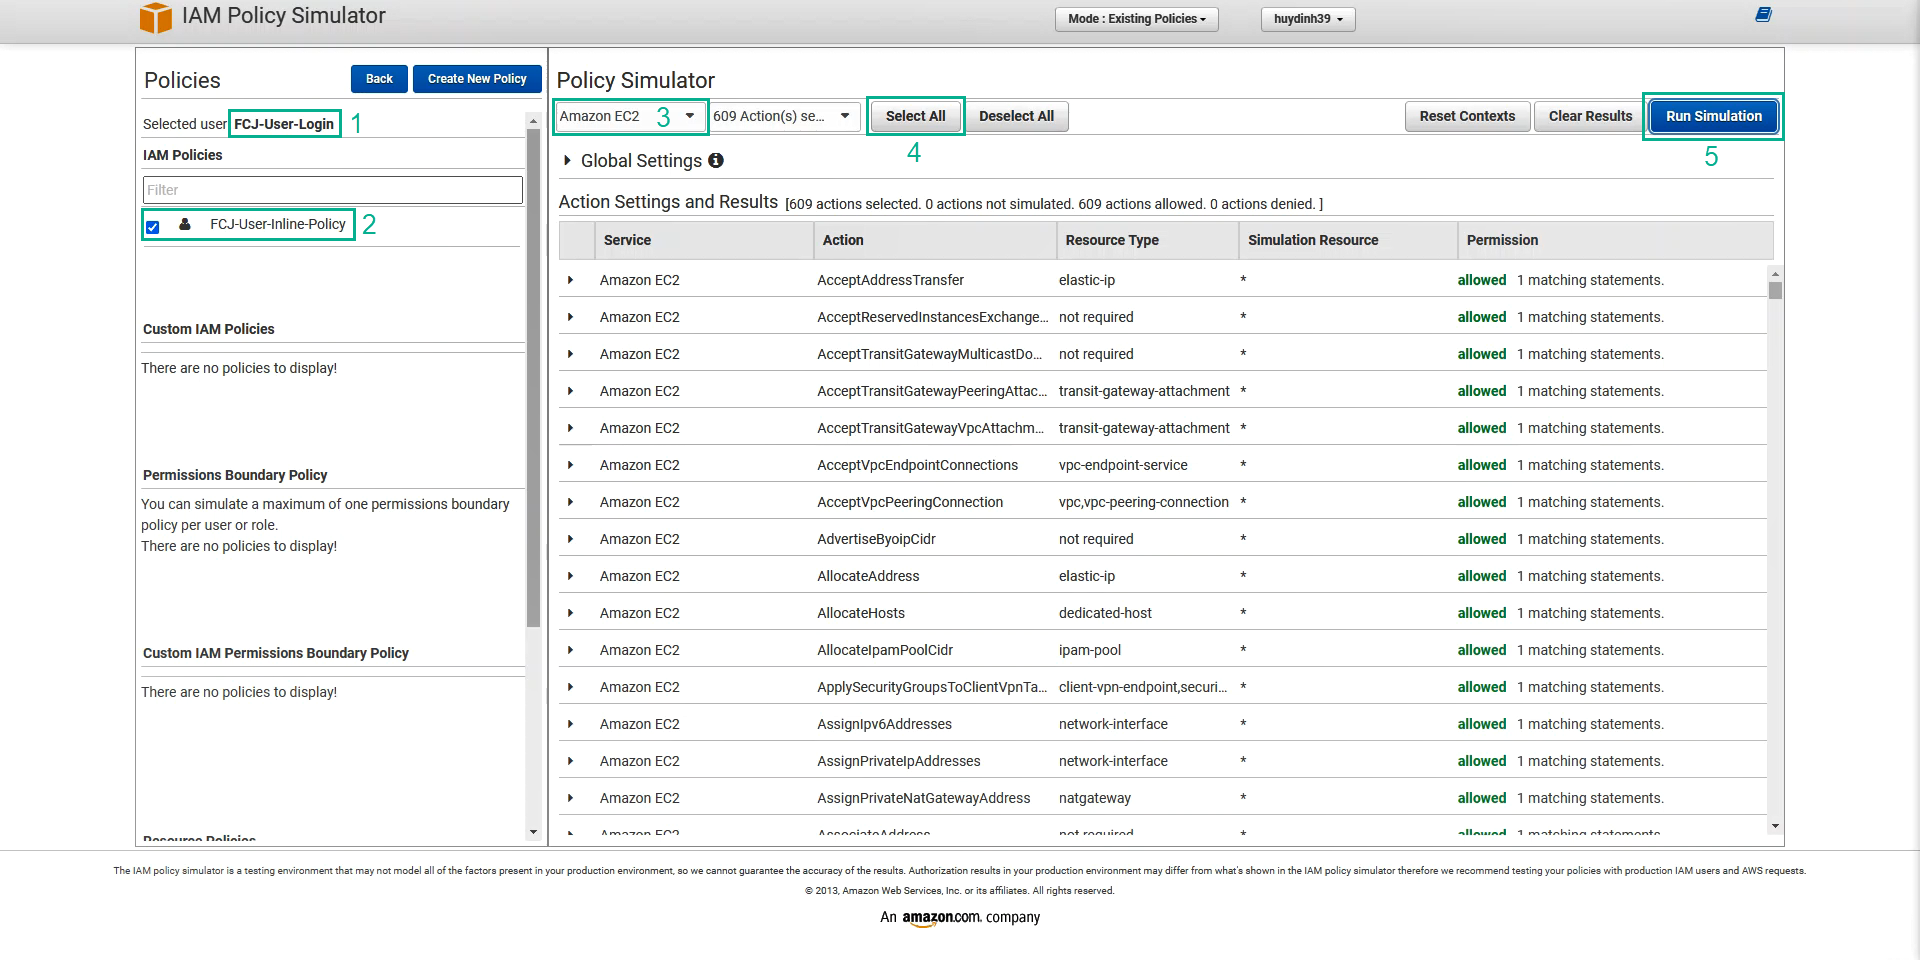 IAM Policy Simulator
Mode : Existing Policies
huydinh39
Policies
Back
Create New Policy
Selected user FCJ-User-Login 1
IAM Policies
Filter
FCJ-User-Inline-Policy 2
Custom IAM Policies
There are no policies to display!
Permissions Boundary Policy
You can simulate a maximum of one permissions boundary
policy per user or role.
There are no policies to display!
Custom IAM Permissions Boundary Policy
There are no policies to display!
Resource Policies
Policy Simulator
Amazon EC2 3 609 Action(s) se... Select All Deselect All Reset Contexts Clear Results Run Simulation
4 5
Global Settings
Action Settings and Results [609 actions selected. 0 actions not simulated. 609 actions allowed. 0 actions denied. ]
Service Action Resource Type Simulation Resource Permission
Amazon EC2 AcceptAddressTransfer elastic-ip * allowed 1 matching statements.
Amazon EC2 AcceptReservedInstancesExchange... not required * allowed 1 matching statements.
Amazon EC2 AcceptTransitGatewayMulticastDo... not required * allowed 1 matching statements.
Amazon EC2 AcceptTransitGatewayPeeringAttac... transit-gateway-attachment * allowed 1 matching statements.
Amazon EC2 AcceptTransitGatewayVpcAttachm... transit-gateway-attachment * allowed 1 matching statements.
Amazon EC2 AcceptVpcEndpointConnections vpc-endpoint-service * allowed 1 matching statements.
Amazon EC2 AcceptVpcPeeringConnection vpc,vpc-peering-connection * allowed 1 matching statements.
Amazon EC2 AdvertiseByoipCidr not required * allowed 1 matching statements.
Amazon EC2 AllocateAddress elastic-ip * allowed 1 matching statements.
Amazon EC2 AllocateHosts dedicated-host * allowed 1 matching statements.
Amazon EC2 AllocateIpamPoolCidr ipam-pool * allowed 1 matching statements.
Amazon EC2 ApplySecurityGroupsToClientVpnTa... client-vpn-endpoint,securi... * allowed 1 matching statements.
Amazon EC2 AssignIpv6Addresses network-interface * allowed 1 matching statements.
Amazon EC2 AssignPrivateIpAddresses network-interface * allowed 1 matching statements.
Amazon EC2 AssignPrivateNatGatewayAddress natgateway * allowed 1 matching statements.
Amazon EC2 AssociateAddress not required * allowed 1 matching statements.
The IAM policy simulator is a testing environment that may not model all of the factors present in your production environment, so we cannot guarantee the accuracy of the results. Authorization results in your production environment may differ from what's shown in the IAM policy simulator therefore we recommend testing your policies with production IAM users and AWS requests.
© 2013, Amazon Web Services, Inc. or its affiliates. All rights reserved.
An amazon.com. company